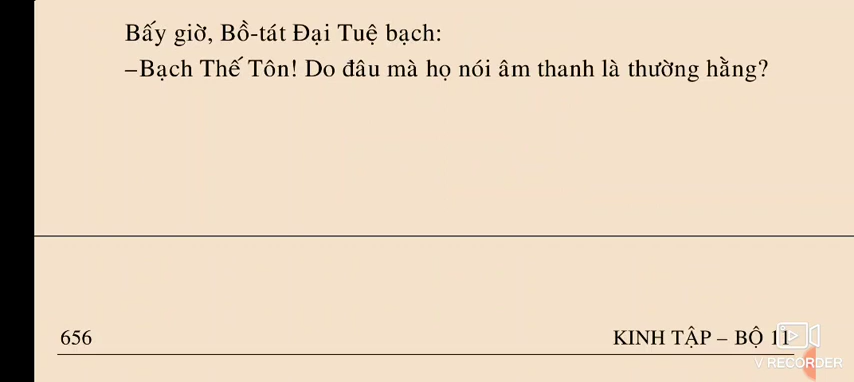 Bấy giờ, Bồ-tát Đại Tuệ bạch:
–Bạch Thế Tôn! Do đâu mà họ nói âm thanh là thường hằng?
656
KINH TẬP – BỘ 11
V RECORDER